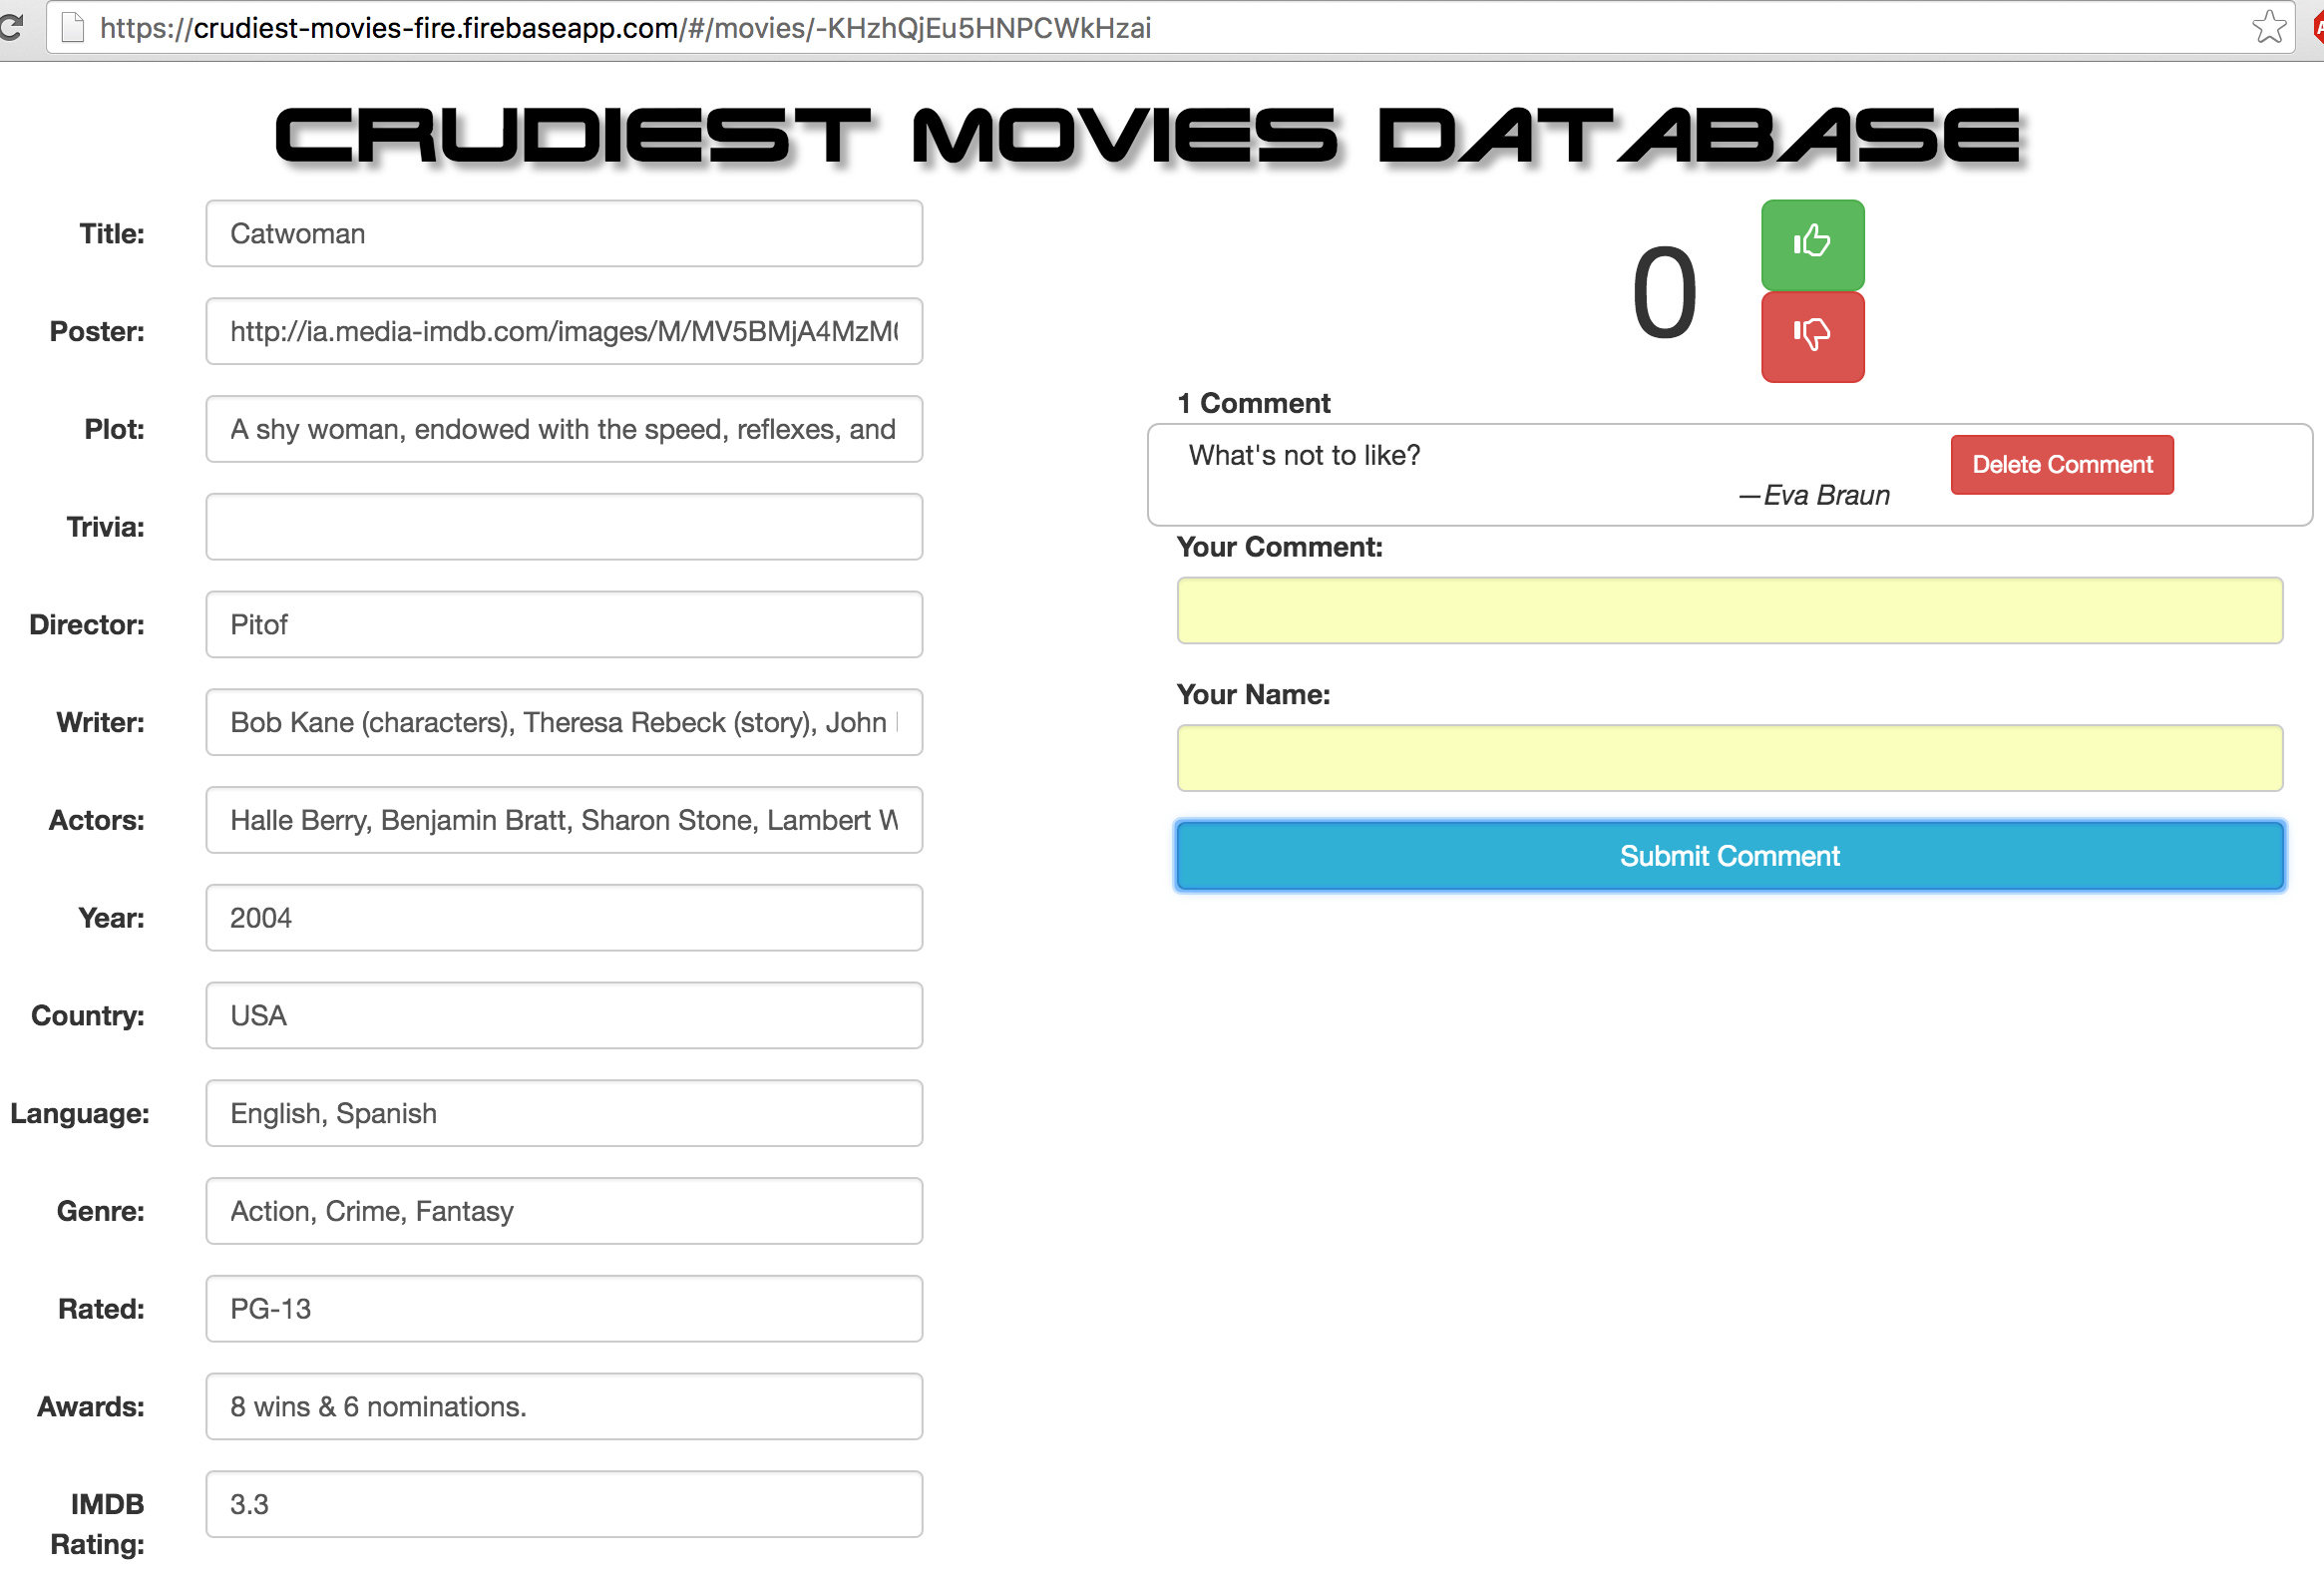 https://crudiest-movies-fire.firebaseapp.com/#/movies/-KHzhQjEu5HNPCWkHzai
CRUDIEST MOVIES DATABASE
Title: Catwoman
Poster: http://ia.media-imdb.com/images/M/MV5BMjA4MzM
Plot: A shy woman, endowed with the speed, reflexes, and
Trivia:
Director: Pitof
Writer: Bob Kane (characters), Theresa Rebeck (story), John
Actors: Halle Berry, Benjamin Bratt, Sharon Stone, Lambert W
Year: 2004
Country: USA
Language: English, Spanish
Genre: Action, Crime, Fantasy
Rated: PG-13
Awards: 8 wins & 6 nominations.
IMDB Rating: 3.3
0
1 Comment
What's not to like?
Delete Comment
—Eva Braun
Your Comment:
Your Name:
Submit Comment